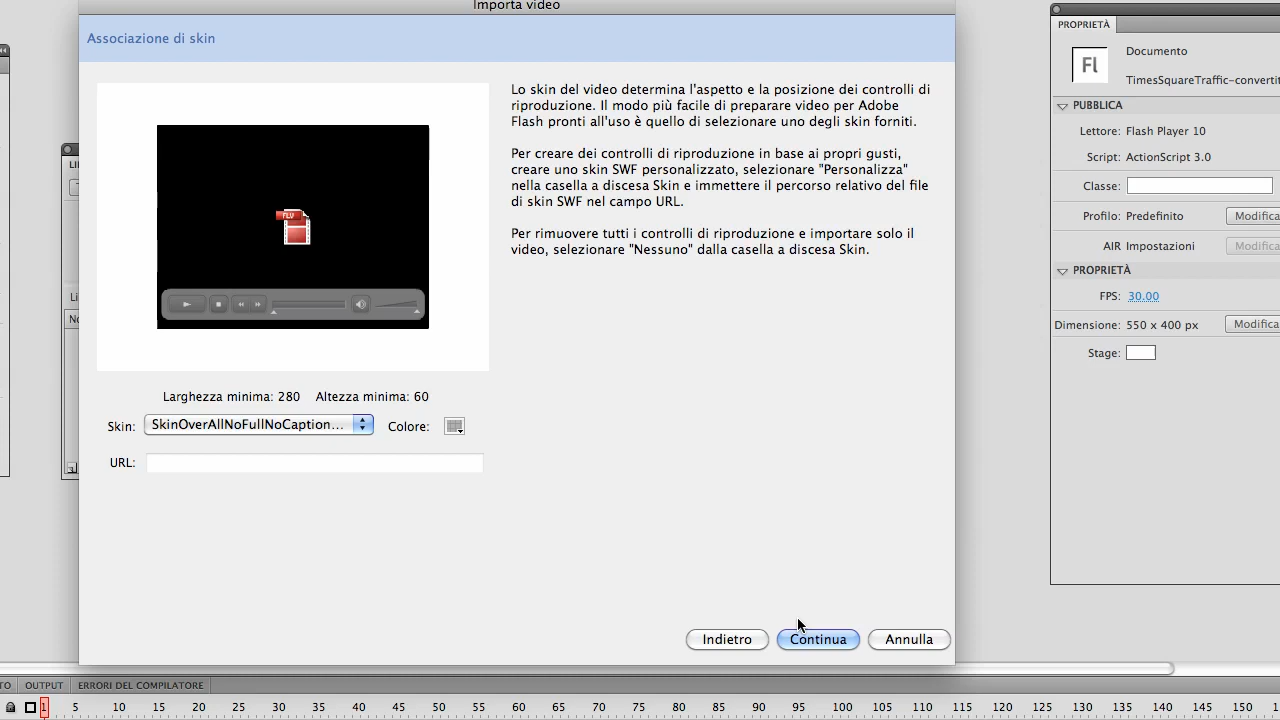 Importa video
Associazione di skin
Lo skin del video determina l'aspetto e la posizione dei controlli di
riproduzione. Il modo più facile di preparare video per Adobe
Flash pronti all'uso è quello di selezionare uno degli skin forniti.
Per creare dei controlli di riproduzione in base ai propri gusti,
creare uno skin SWF personalizzato, selezionare "Personalizza"
nella casella a discesa Skin e immettere il percorso relativo del file
di skin SWF nel campo URL.
Per rimuovere tutti i controlli di riproduzione e importare solo il
video, selezionare "Nessuno" dalla casella a discesa Skin.
FLV
Larghezza minima: 280 Altezza minima: 60
Skin: SkinOverAllNoFullNoCaption... Colore:
URL:
Indietro Continua Annulla
PROPRIETÀ
Fl
Documento
TimesSquareTraffic-convertit
PUBBLICA
Lettore: Flash Player 10
Script: ActionScript 3.0
Classe:
Profilo: Predefinito Modifica
AIR Impostazioni Modifica
PROPRIETÀ
FPS: 30.00
Dimensione: 550 x 400 px Modifica
Stage:
LI
Li
No
TO OUTPUT ERRORI DEL COMPILATORE
1 5 10 15 20 25 30 35 40 45 50 55 60 65 70 75 80 85 90 95 100 105 110 115 120 125 130 135 140 145 150 1